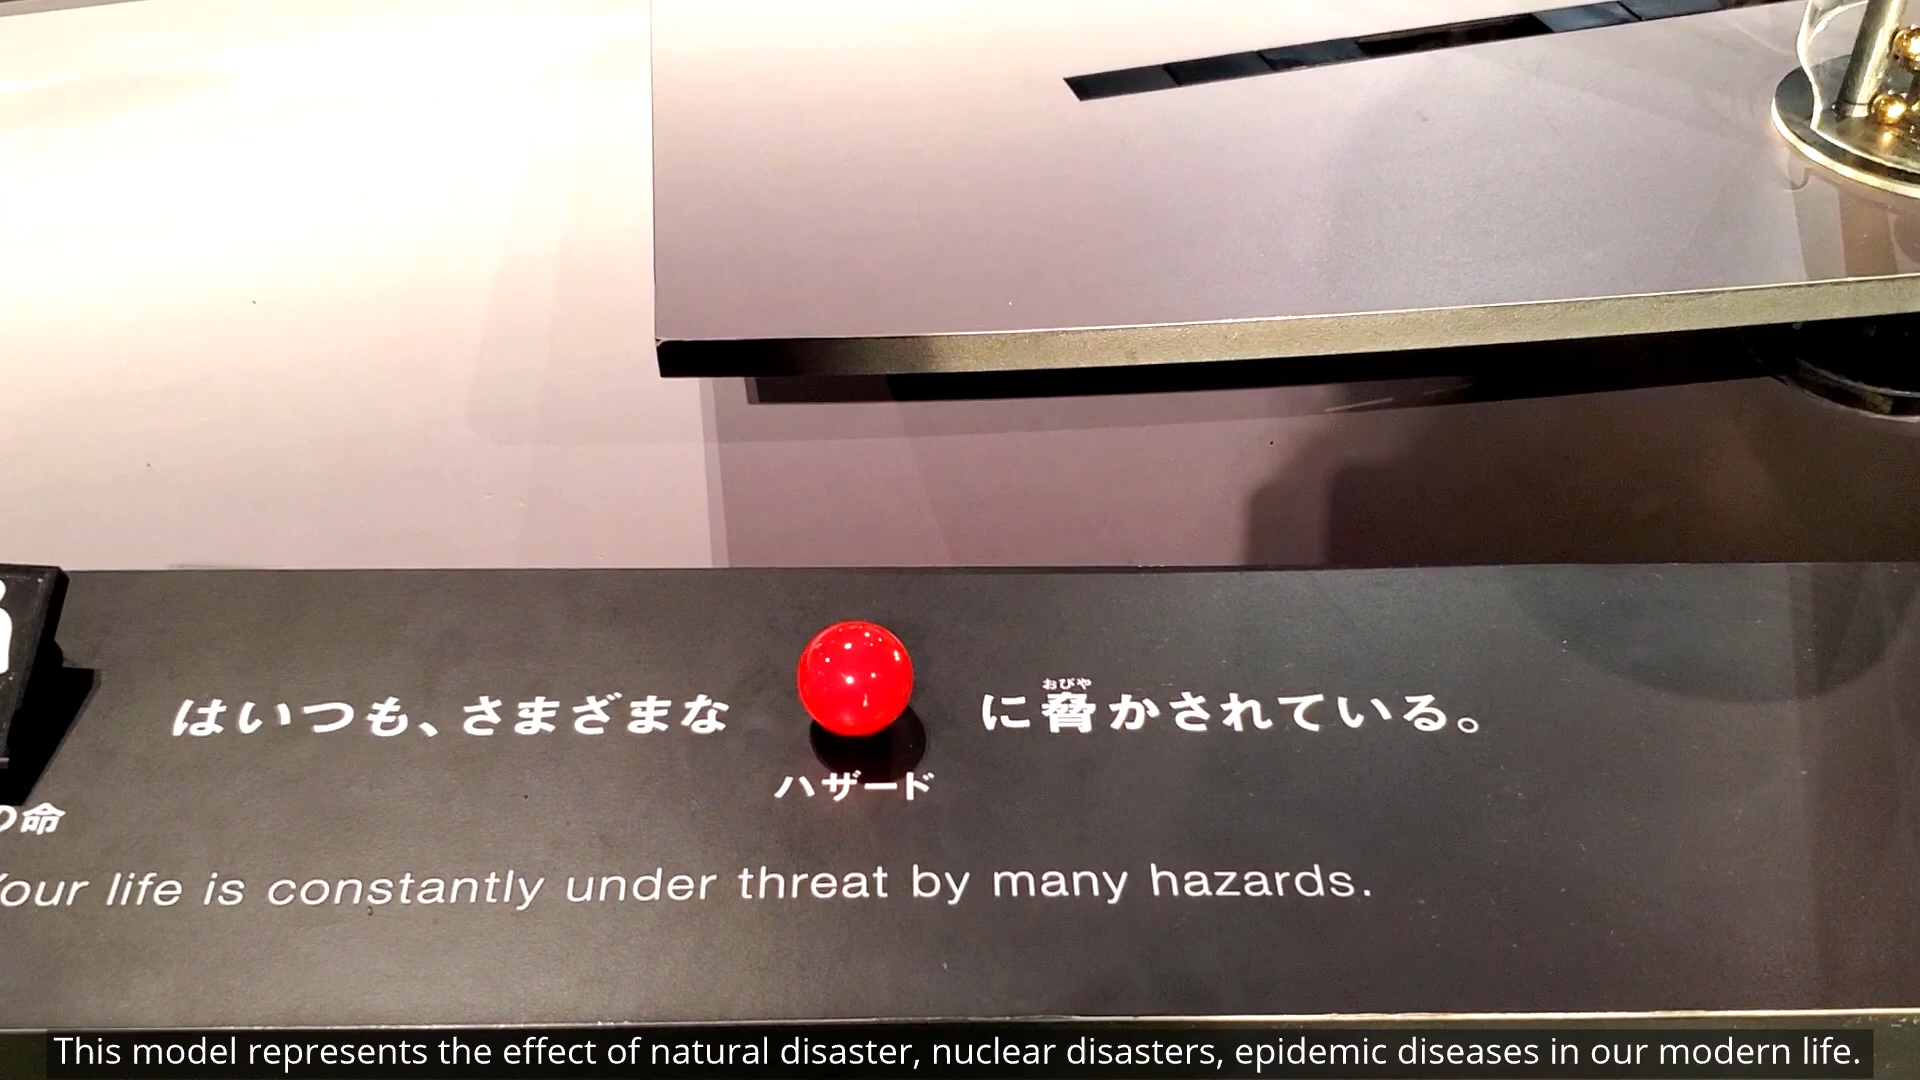 はいつも、さまざまな に脅かされている。
おびや
ハザード
の命
Your life is constantly under threat by many hazards.
This model represents the effect of natural disaster, nuclear disasters, epidemic diseases in our modern life.